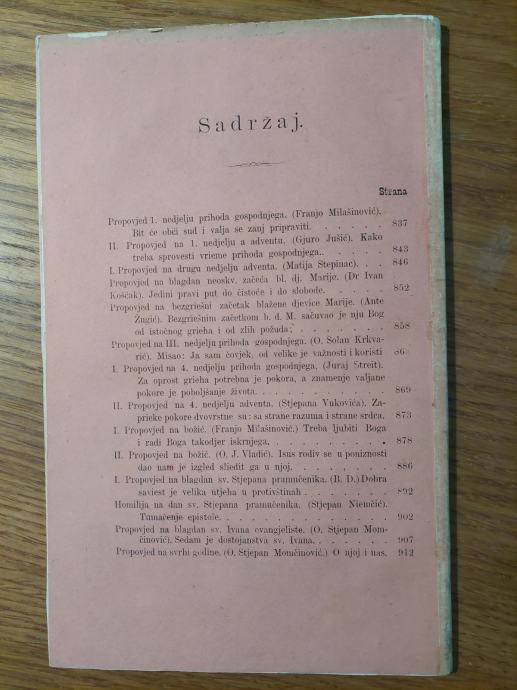 Sadržaj.
Strana
Propovjed 1. nedjelju prihoda gospodnjega. (Franjo Milašinović).
Bit će obći sud i valja se zanj pripraviti. . . . . . . 837
II. Propovjed na 1. nedjelju a adventu. (Gjuro Jušić). Kako
treba sprovesti vrieme prihoda gospodnjega. . . . . . 843
I. Propovjed na drugu nedjelju adventa. (Matija Stepinac). . . 846
Propovjed na blagdan neoskv. začeća bl. dj. Marije. (Dr Ivan
Košćak). Jedini pravi put do čistoće i do slobode. . . . . 852
Propovjed na bezgriešni začetak blažene djevice Marije. (Ante
Žugić). Bezgriešnim začetkom b. d. M. sačuvao je nju Bog
od istočnog grieha i od zlih požuda; . . . . . . . . 858
Propovjed na III. nedjelju prihoda gospodnjega. (O. Solan Krkva-
rić). Misao: Ja sam čovjek, od velike je važnosti i koristi
I. Propovjed na 4. nedjelju prihoda gospodnjega, (Juraj Streit).
Za oprost grieha potrebna je pokora, a znamenje valjane
pokore je poboljšanje života. . . . . . . . . . . 869
II. Propovjed na 4. nedjelju adventa. (Stjepana Vukovića). Za-
prieke pokore dvovrstne su: sa strane razuma i strane srdca. 873
I. Propovjed na božić. (Franjo Milašinović.) Treba ljubiti Boga
i radi Boga takodjer iskrnjega, . . . . . . . . . 878
II. Propovjed na božić. (O. J. Vladić). Isus rodiv se u poniznosti
dao nam je izgled sliedit ga u njoj. . . . . . . . 886
I. Propovjed na blagdan sv. Stjepana pramučenika. (B. D.) Dobra
saviest je velika utjeha u protivštinah . . . . . . . 892
Homilija na dan sv. Stjepana pramučenika. (Stjepan Niemčić).
Tumačenje epistole. . . . . . . . . . . . . . 902
Propovjed na blagdan sv. Ivana evangjeliste. (O. Stjepan Mom-
činović). Sedam je dostojanstva sv. Ivana. . . . . . . 907
Propovjed na svrhi godine. (O. Stjepan Momčinović.) O njoj i nas. 912